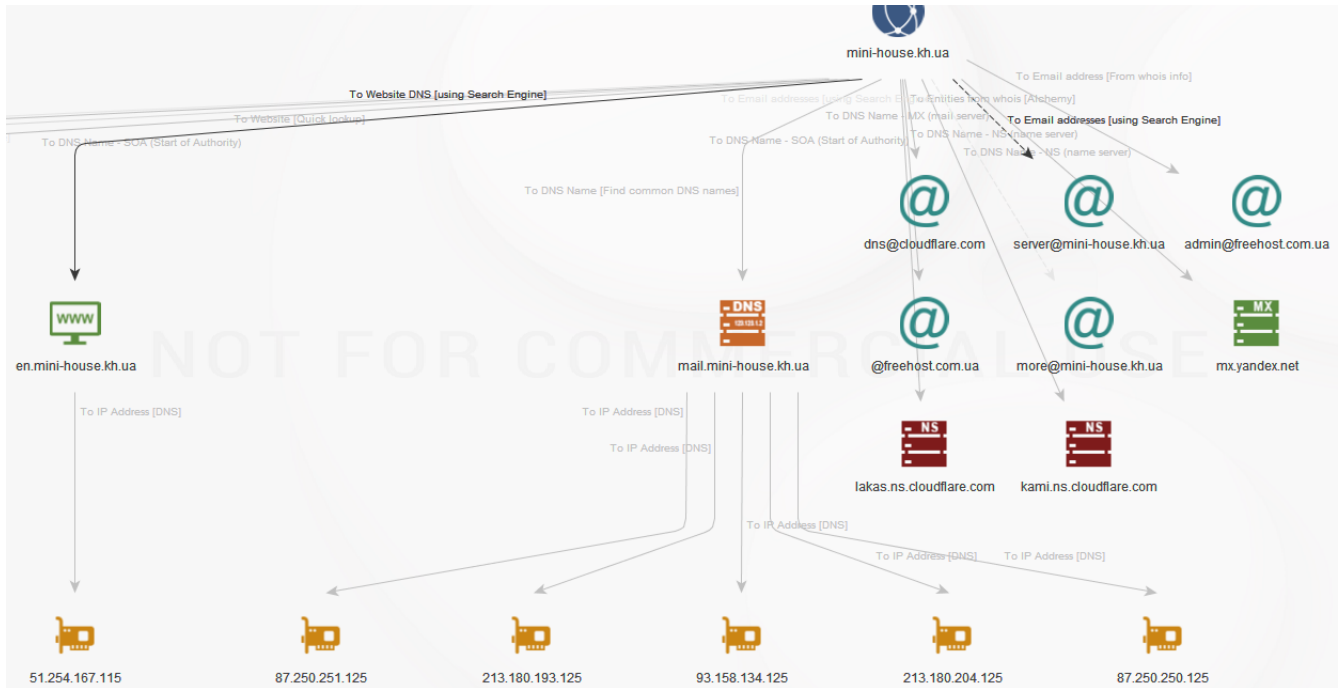 mini-house.kh.ua
To Email address [From whois info]
To Website DNS [using Search Engine]
To Email addresses [using Search E
To Entities from whois [Alchemy]
To Website [Quick lookup]
To DNS Name - MX (mail server)
To Email addresses [using Search Engine]
To DNS Name - SOA (Start of Authority)
To DNS Name - SOA (Start of Authority)
To DNS Name - NS (name server)
To DNS Name - NS (name server)
To DNS Name [Find common DNS names]
dns@cloudflare.com
server@mini-house.kh.ua
admin@freehost.com.ua
WWW
DNS
MX
NOT FOR COMMERCIAL USE
en.mini-house.kh.ua
mail.mini-house.kh.ua
@freehost.com.ua
more@mini-house.kh.ua
mx.yandex.net
To IP Address [DNS]
To IP Address [DNS]
NS
NS
To IP Address [DNS]
lakas.ns.cloudflare.com
kami.ns.cloudflare.com
To IP Address [DNS]
To IP Address [DNS]
To IP Address [DNS]
51.254.167.115
87.250.251.125
213.180.193.125
93.158.134.125
213.180.204.125
87.250.250.125